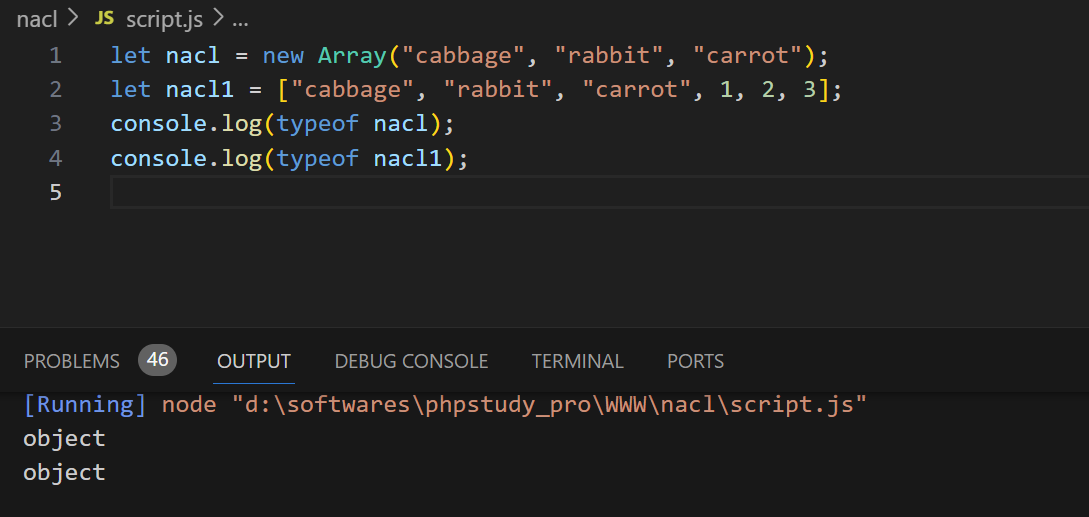 nacl > JS script.js > ...
1 let nacl = new Array("cabbage", "rabbit", "carrot");
2 let nacl1 = ["cabbage", "rabbit", "carrot", 1, 2, 3];
3 console.log(typeof nacl);
4 console.log(typeof nacl1);
5
PROBLEMS 46 OUTPUT DEBUG CONSOLE TERMINAL PORTS
[Running] node "d:\softwares\phpstudy_pro\WWW\nacl\script.js"
object
object